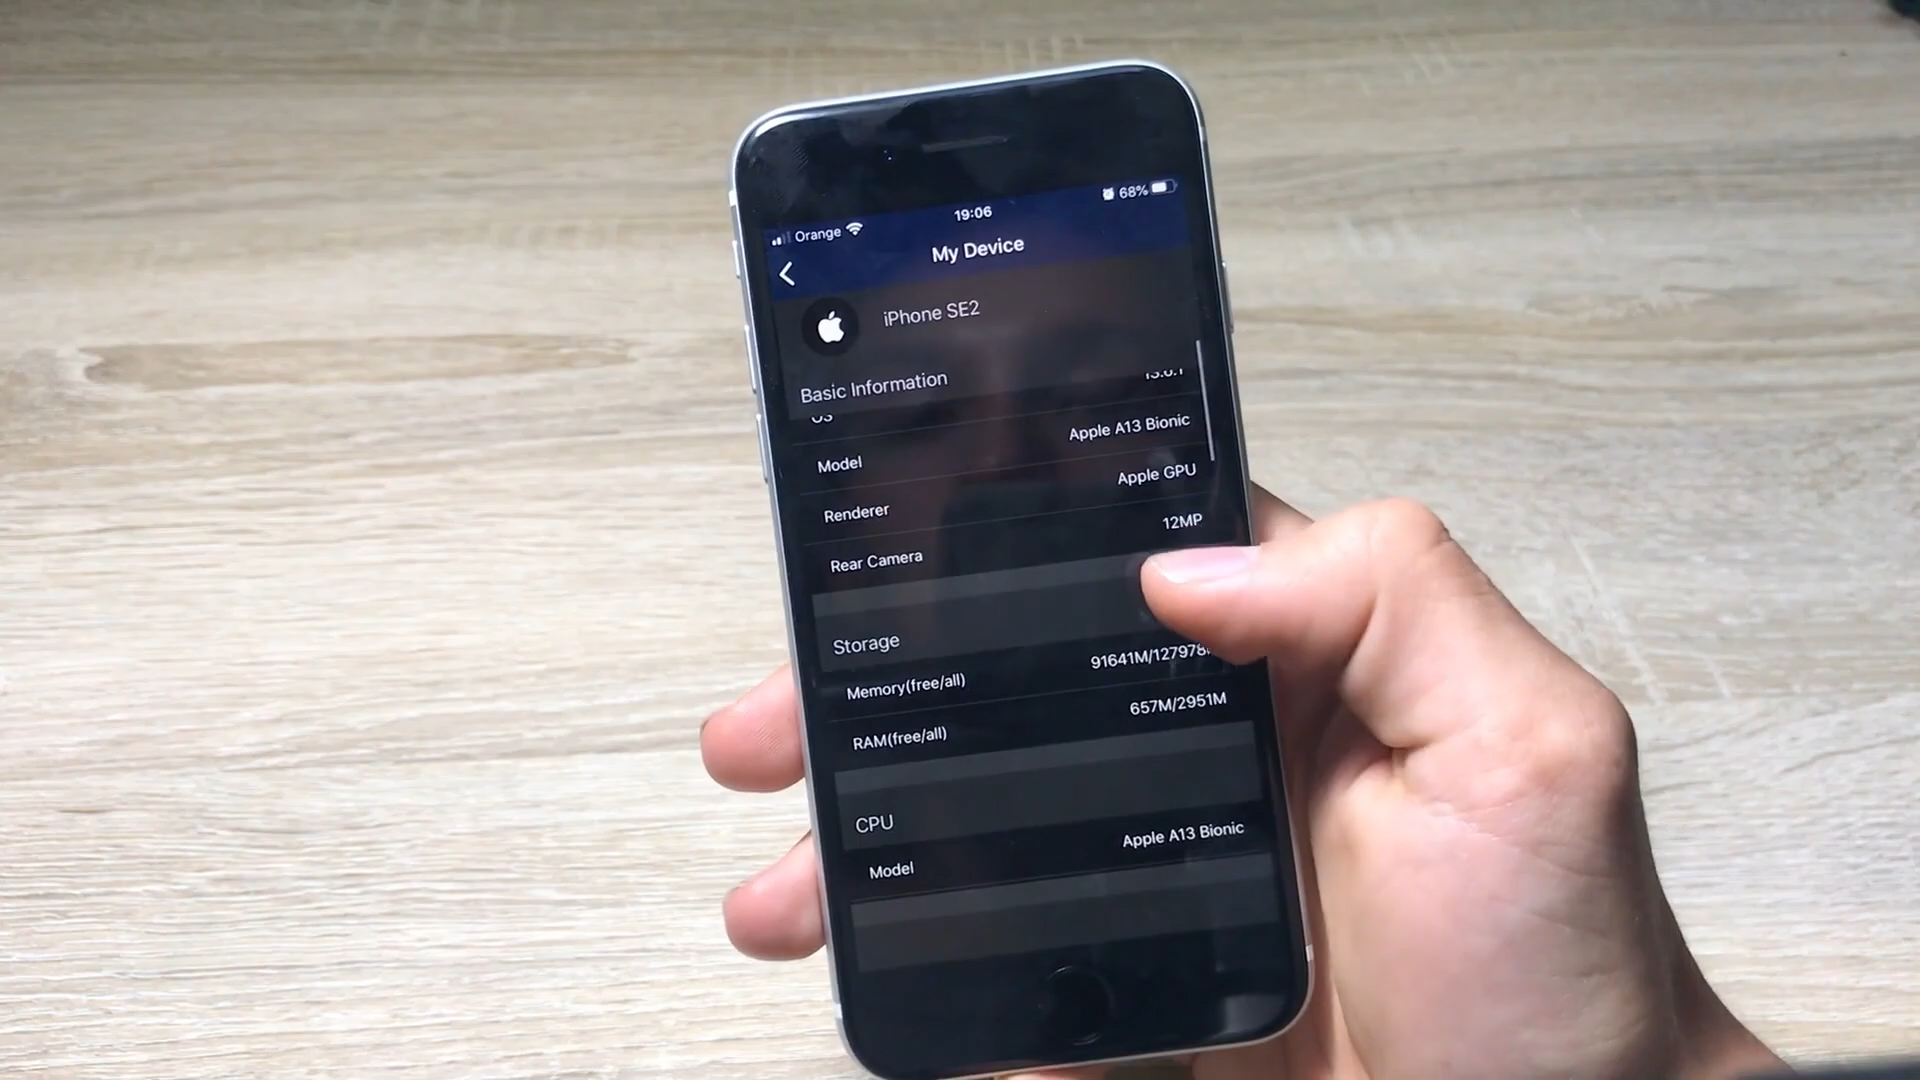 Orange
19:06
68%
My Device
iPhone SE2
Basic Information
OS 13.6.1
Model Apple A13 Bionic
Renderer Apple GPU
Rear Camera 12MP
Storage
Memory(free/all) 91641M/127978
RAM(free/all) 657M/2951M
CPU
Model Apple A13 Bionic